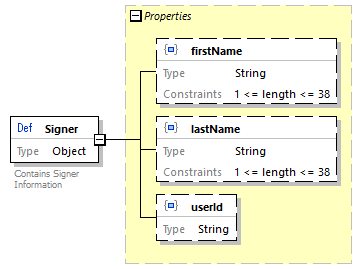 Properties
firstName
Type String
Constraints 1 <= length <= 38
Def Signer
Type Object
Contains Signer
Information
lastName
Type String
Constraints 1 <= length <= 38
userId
Type String